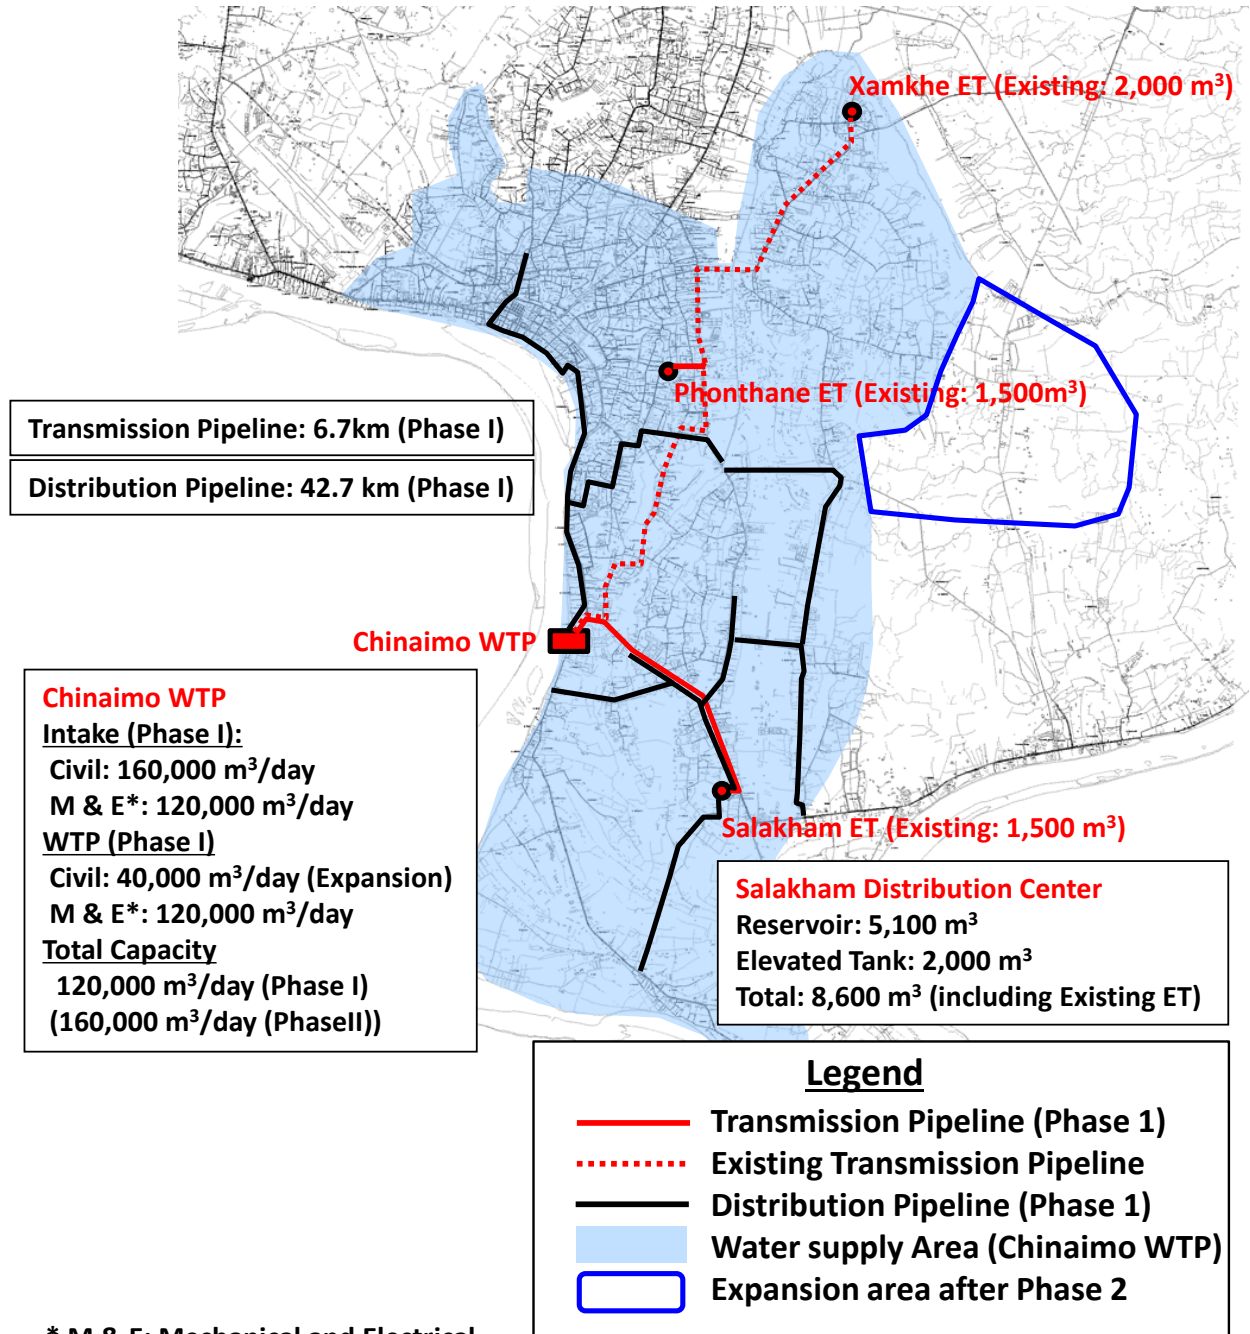 Xamkhe ET (Existing: 2,000 m³)
Phonthane ET (Existing: 1,500m³)
Transmission Pipeline: 6.7km (Phase I)
Distribution Pipeline: 42.7 km (Phase I)
Chinaimo WTP
Chinaimo WTP
Intake (Phase I):
Civil: 160,000 m³/day
M & E*: 120,000 m³/day
WTP (Phase I)
Civil: 40,000 m³/day (Expansion)
M & E*: 120,000 m³/day
Total Capacity
120,000 m³/day (Phase I)
(160,000 m³/day (PhaseII))
Salakham ET (Existing: 1,500 m³)
Salakham Distribution Center
Reservoir: 5,100 m³
Elevated Tank: 2,000 m³
Total: 8,600 m³ (including Existing ET)
Legend
Transmission Pipeline (Phase 1)
Existing Transmission Pipeline
Distribution Pipeline (Phase 1)
Water supply Area (Chinaimo WTP)
Expansion area after Phase 2
* M & E: Mechanical and Electrical